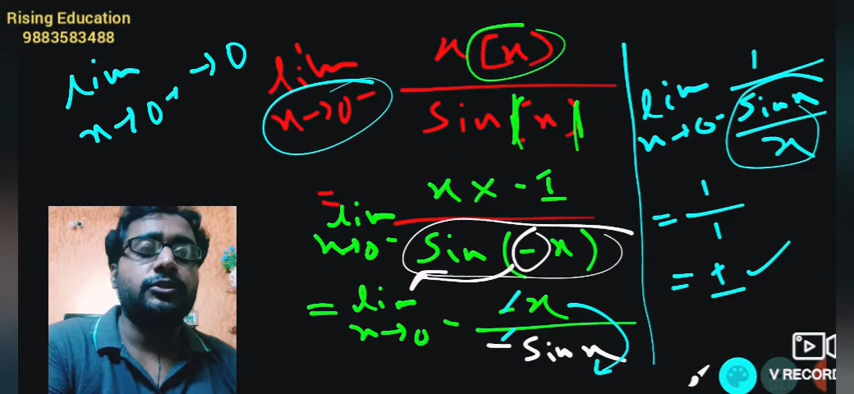 Rising Education
9883583488
lim x→0⁺ → 0
lim x→0⁻ x[x] / sin|x|
= lim x→0⁻ x × -1 / sin(-x)
= lim x→0⁻ -x / -sin x
lim x→0⁻ 1 / (sin x / x)
= 1/1
= 1
V RECORD